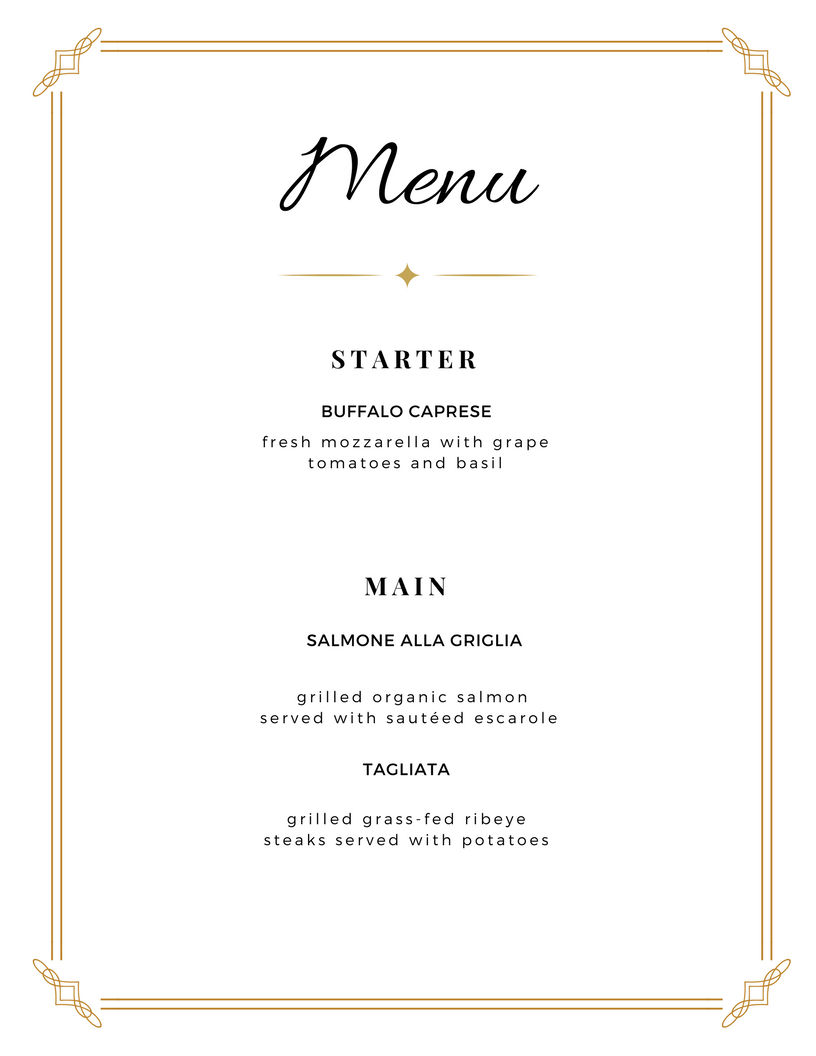 Menu
STARTER
BUFFALO CAPRESE
fresh mozzarella with grape
tomatoes and basil
MAIN
SALMONE ALLA GRIGLIA
grilled organic salmon
served with sautéed escarole
TAGLIATA
grilled grass-fed ribeye
steaks served with potatoes